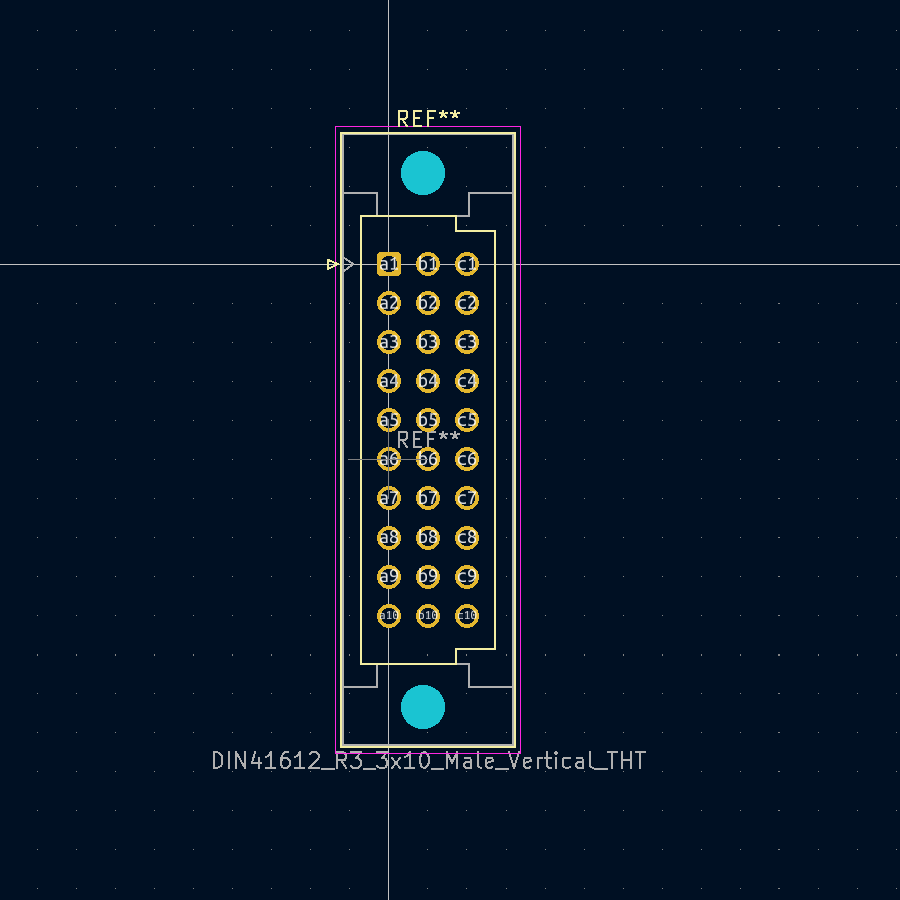 REF**
a1 b1 c1
a2 b2 c2
a3 b3 c3
a4 b4 c4
a5 b5 c5
REF**
a6 b6 c6
a7 b7 c7
a8 b8 c8
a9 b9 c9
a10 b10 c10
DIN41612_R3_3x10_Male_Vertical_THT